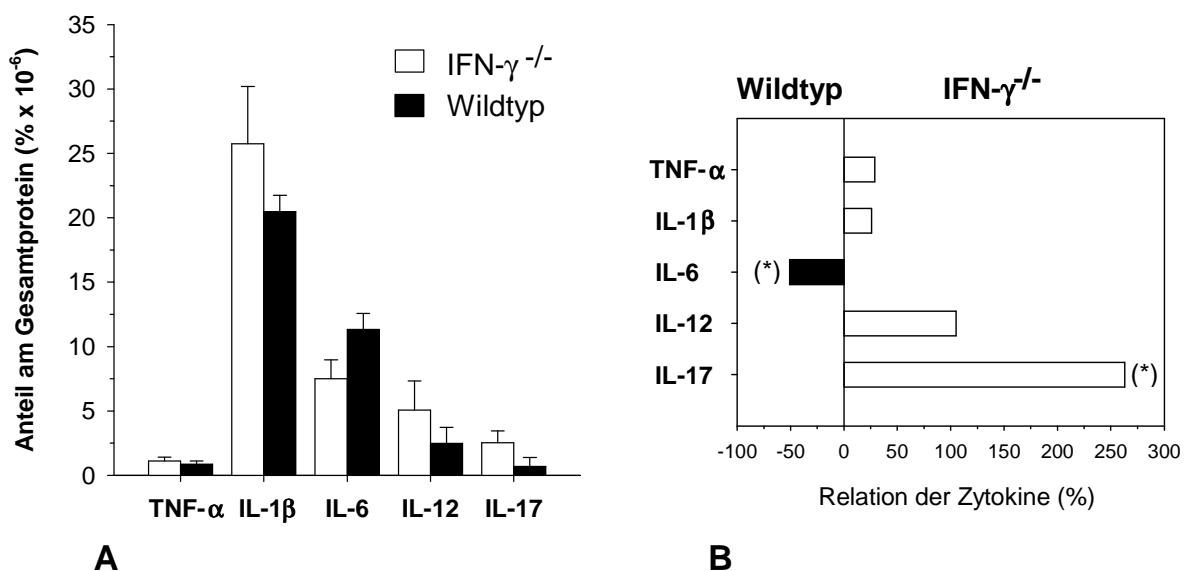 Anteil am Gesamtprotein (% x 10⁻⁶)
35
30
25
20
15
10
5
0
IFN-γ -/-
Wildtyp
TNF-α IL-1β IL-6 IL-12 IL-17
A
Wildtyp IFN-γ-/-
TNF-α
IL-1β
IL-6 (*)
IL-12
IL-17 (*)
-100 -50 0 50 100 150 200 250 300
Relation der Zytokine (%)
B